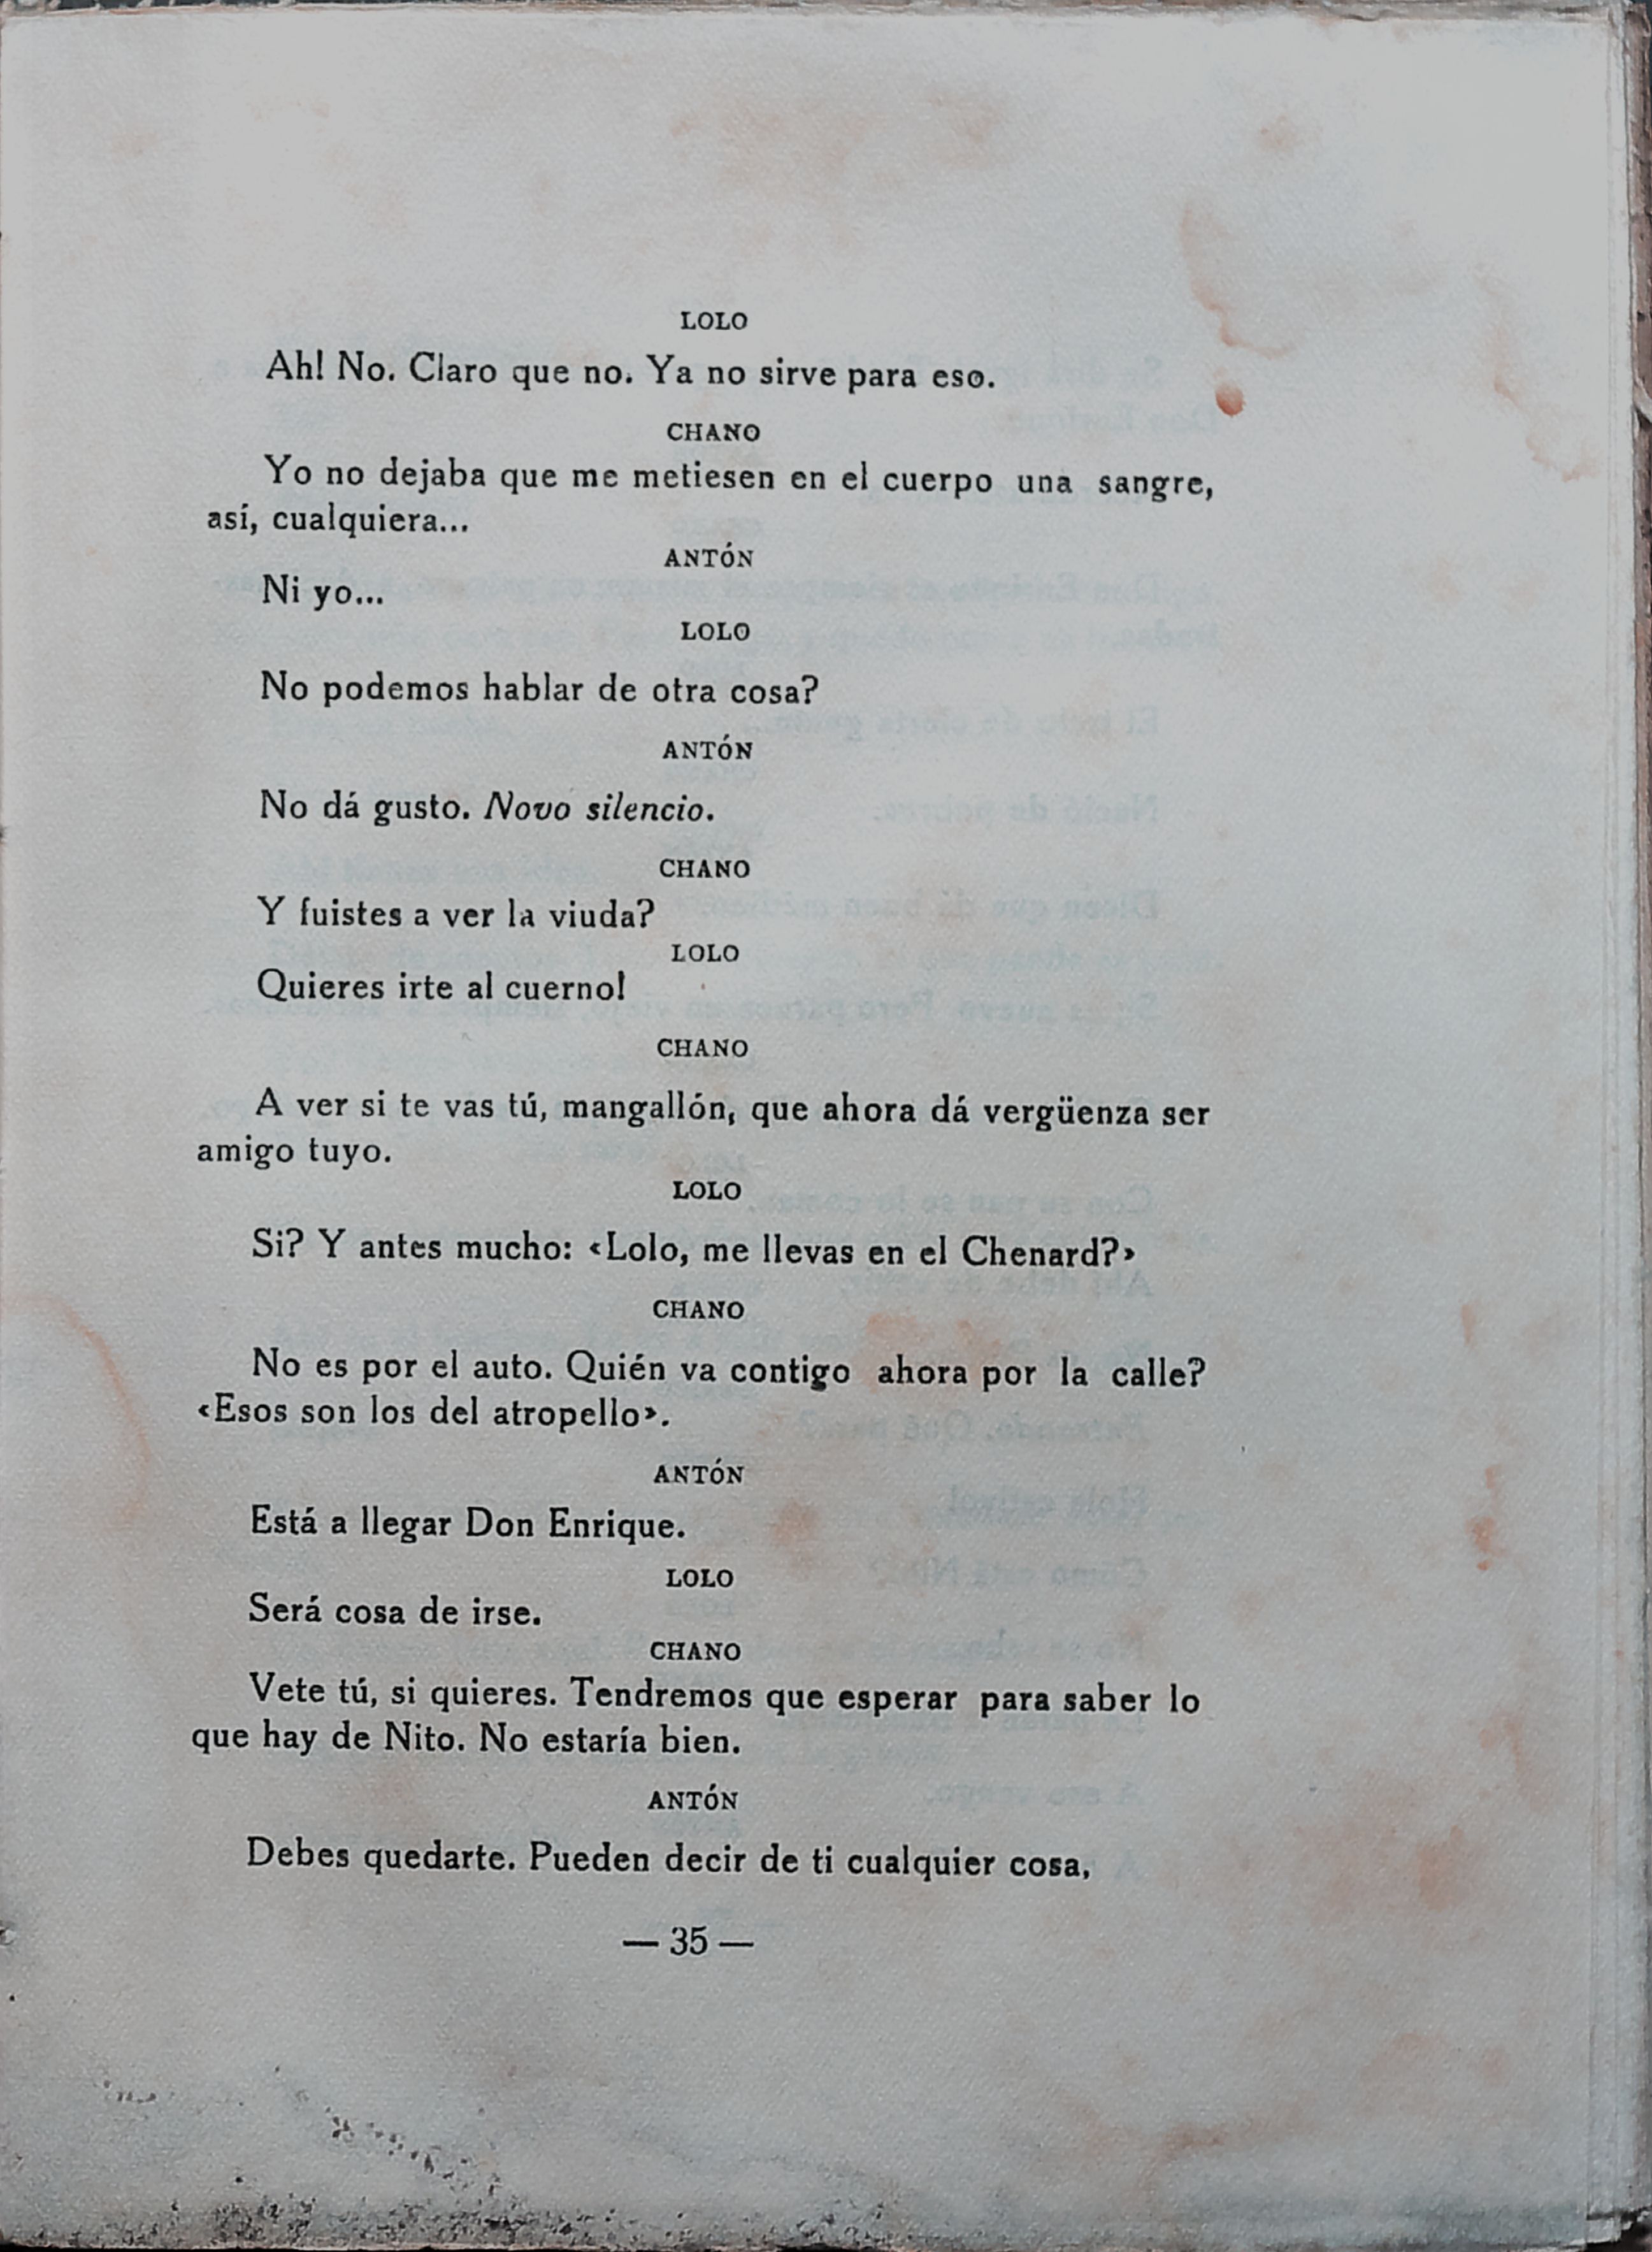 LOLO
Ah! No. Claro que no. Ya no sirve para eso.
CHANO
Yo no dejaba que me metiesen en el cuerpo una sangre,
así, cualquiera...
ANTÓN
Ni yo...
LOLO
No podemos hablar de otra cosa?
ANTÓN
No dá gusto. Novo silencio.
CHANO
Y fuistes a ver la viuda?
LOLO
Quieres irte al cuerno!
CHANO
A ver si te vas tú, mangallón, que ahora dá vergüenza ser
amigo tuyo.
LOLO
Si? Y antes mucho: ‹Lolo, me llevas en el Chenard?›
CHANO
No es por el auto. Quién va contigo ahora por la calle?
‹Esos son los del atropello›.
ANTÓN
Está a llegar Don Enrique.
LOLO
Será cosa de irse.
CHANO
Vete tú, si quieres. Tendremos que esperar para saber lo
que hay de Nito. No estaría bien.
ANTÓN
Debes quedarte. Pueden decir de ti cualquier cosa,
— 35 —